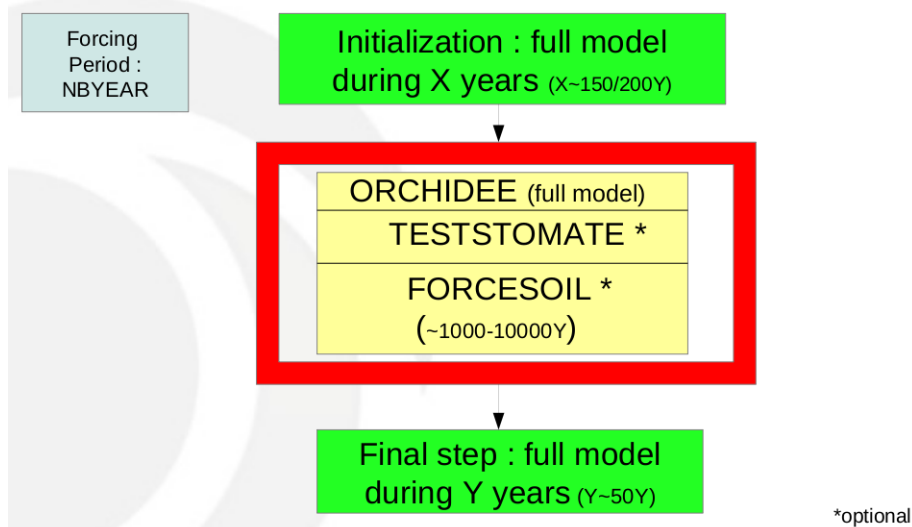 Forcing
Period :
NBYEAR
Initialization : full model
during X years (X~150/200Y)
ORCHIDEE (full model)
TESTSTOMATE *
FORCESOIL *
(~1000-10000Y)
Final step : full model
during Y years (Y~50Y)
*optional